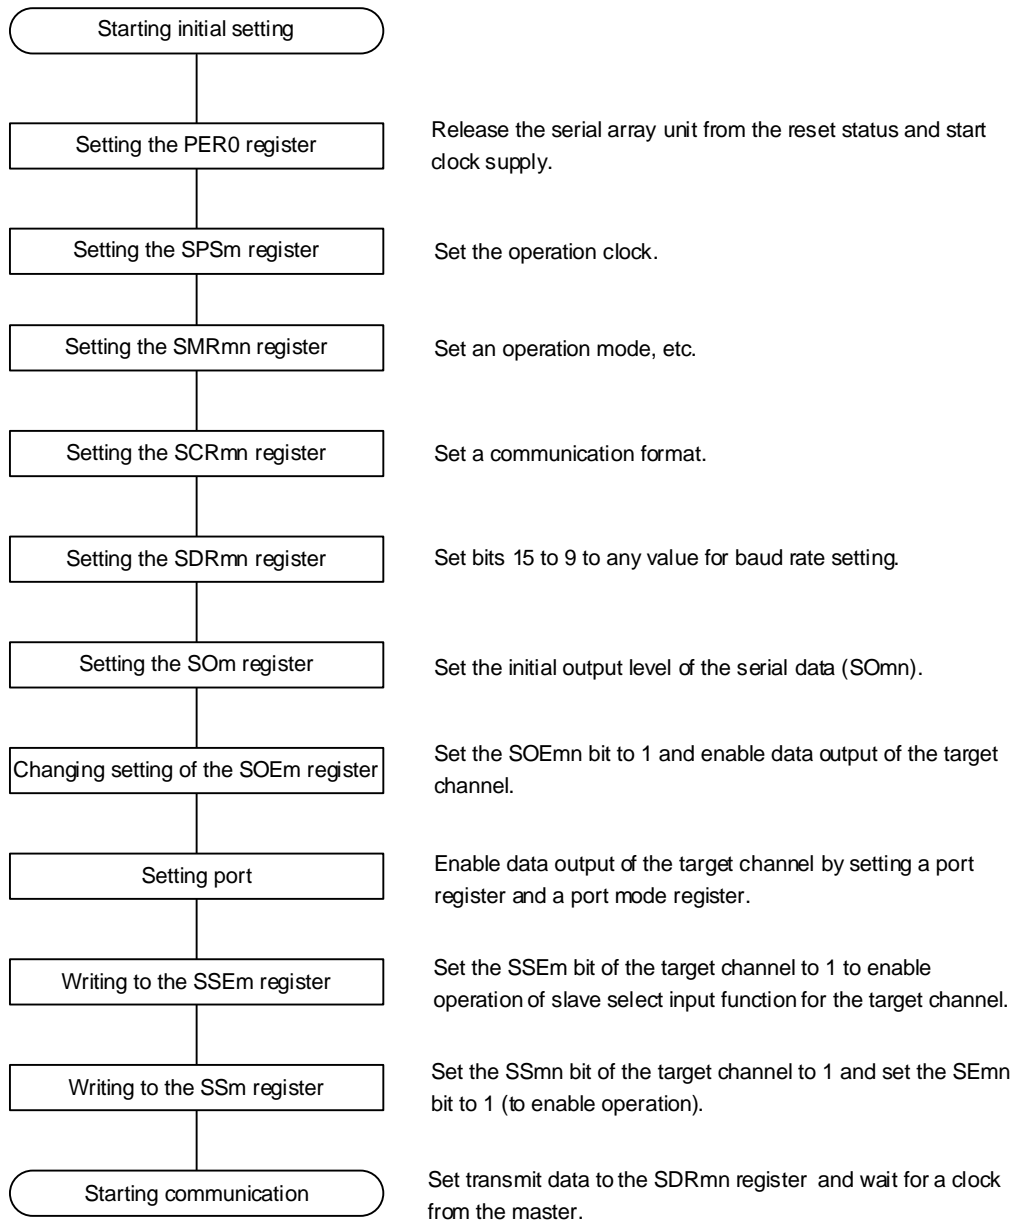 Starting initial setting
Setting the PER0 register
Release the serial array unit from the reset status and start
clock supply.
Setting the SPSm register
Set the operation clock.
Setting the SMRmn register
Set an operation mode, etc.
Setting the SCRmn register
Set a communication format.
Setting the SDRmn register
Set bits 15 to 9 to any value for baud rate setting.
Setting the SOm register
Set the initial output level of the serial data (SOmn).
Changing setting of the SOEm register
Set the SOEmn bit to 1 and enable data output of the target
channel.
Setting port
Enable data output of the target channel by setting a port
register and a port mode register.
Writing to the SSEm register
Set the SSEm bit of the target channel to 1 to enable
operation of slave select input function for the target channel.
Writing to the SSm register
Set the SSmn bit of the target channel to 1 and set the SEmn
bit to 1 (to enable operation).
Starting communication
Set transmit data to the SDRmn register and wait for a clock
from the master.